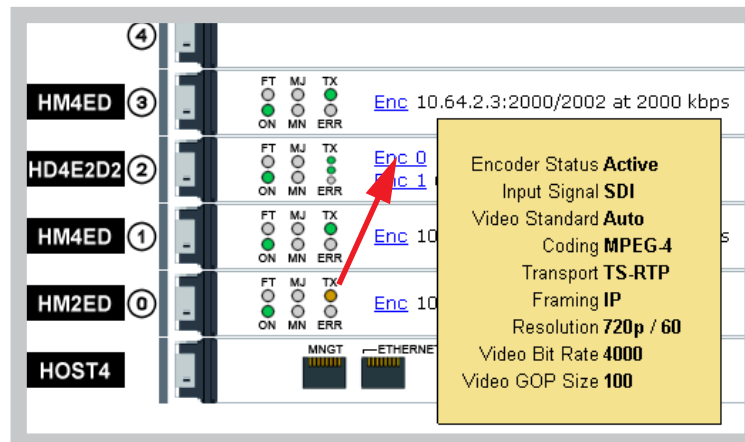 4
FT MJ TX
HM4ED 3 Enc 10.64.2.3:2000/2002 at 2000 kbps
ON MN ERR
FT MJ TX
Enc 0
HD4E2D2 2
Enc 1
ON MN ERR
FT MJ TX
HM4ED 1 Enc 10 s
ON MN ERR
FT MJ TX
HM2ED 0 Enc 10
ON MN ERR
MNGT ETHERNET
HOST4
Encoder Status Active
Input Signal SDI
Video Standard Auto
Coding MPEG-4
Transport TS-RTP
Framing IP
Resolution 720p / 60
Video Bit Rate 4000
Video GOP Size 100